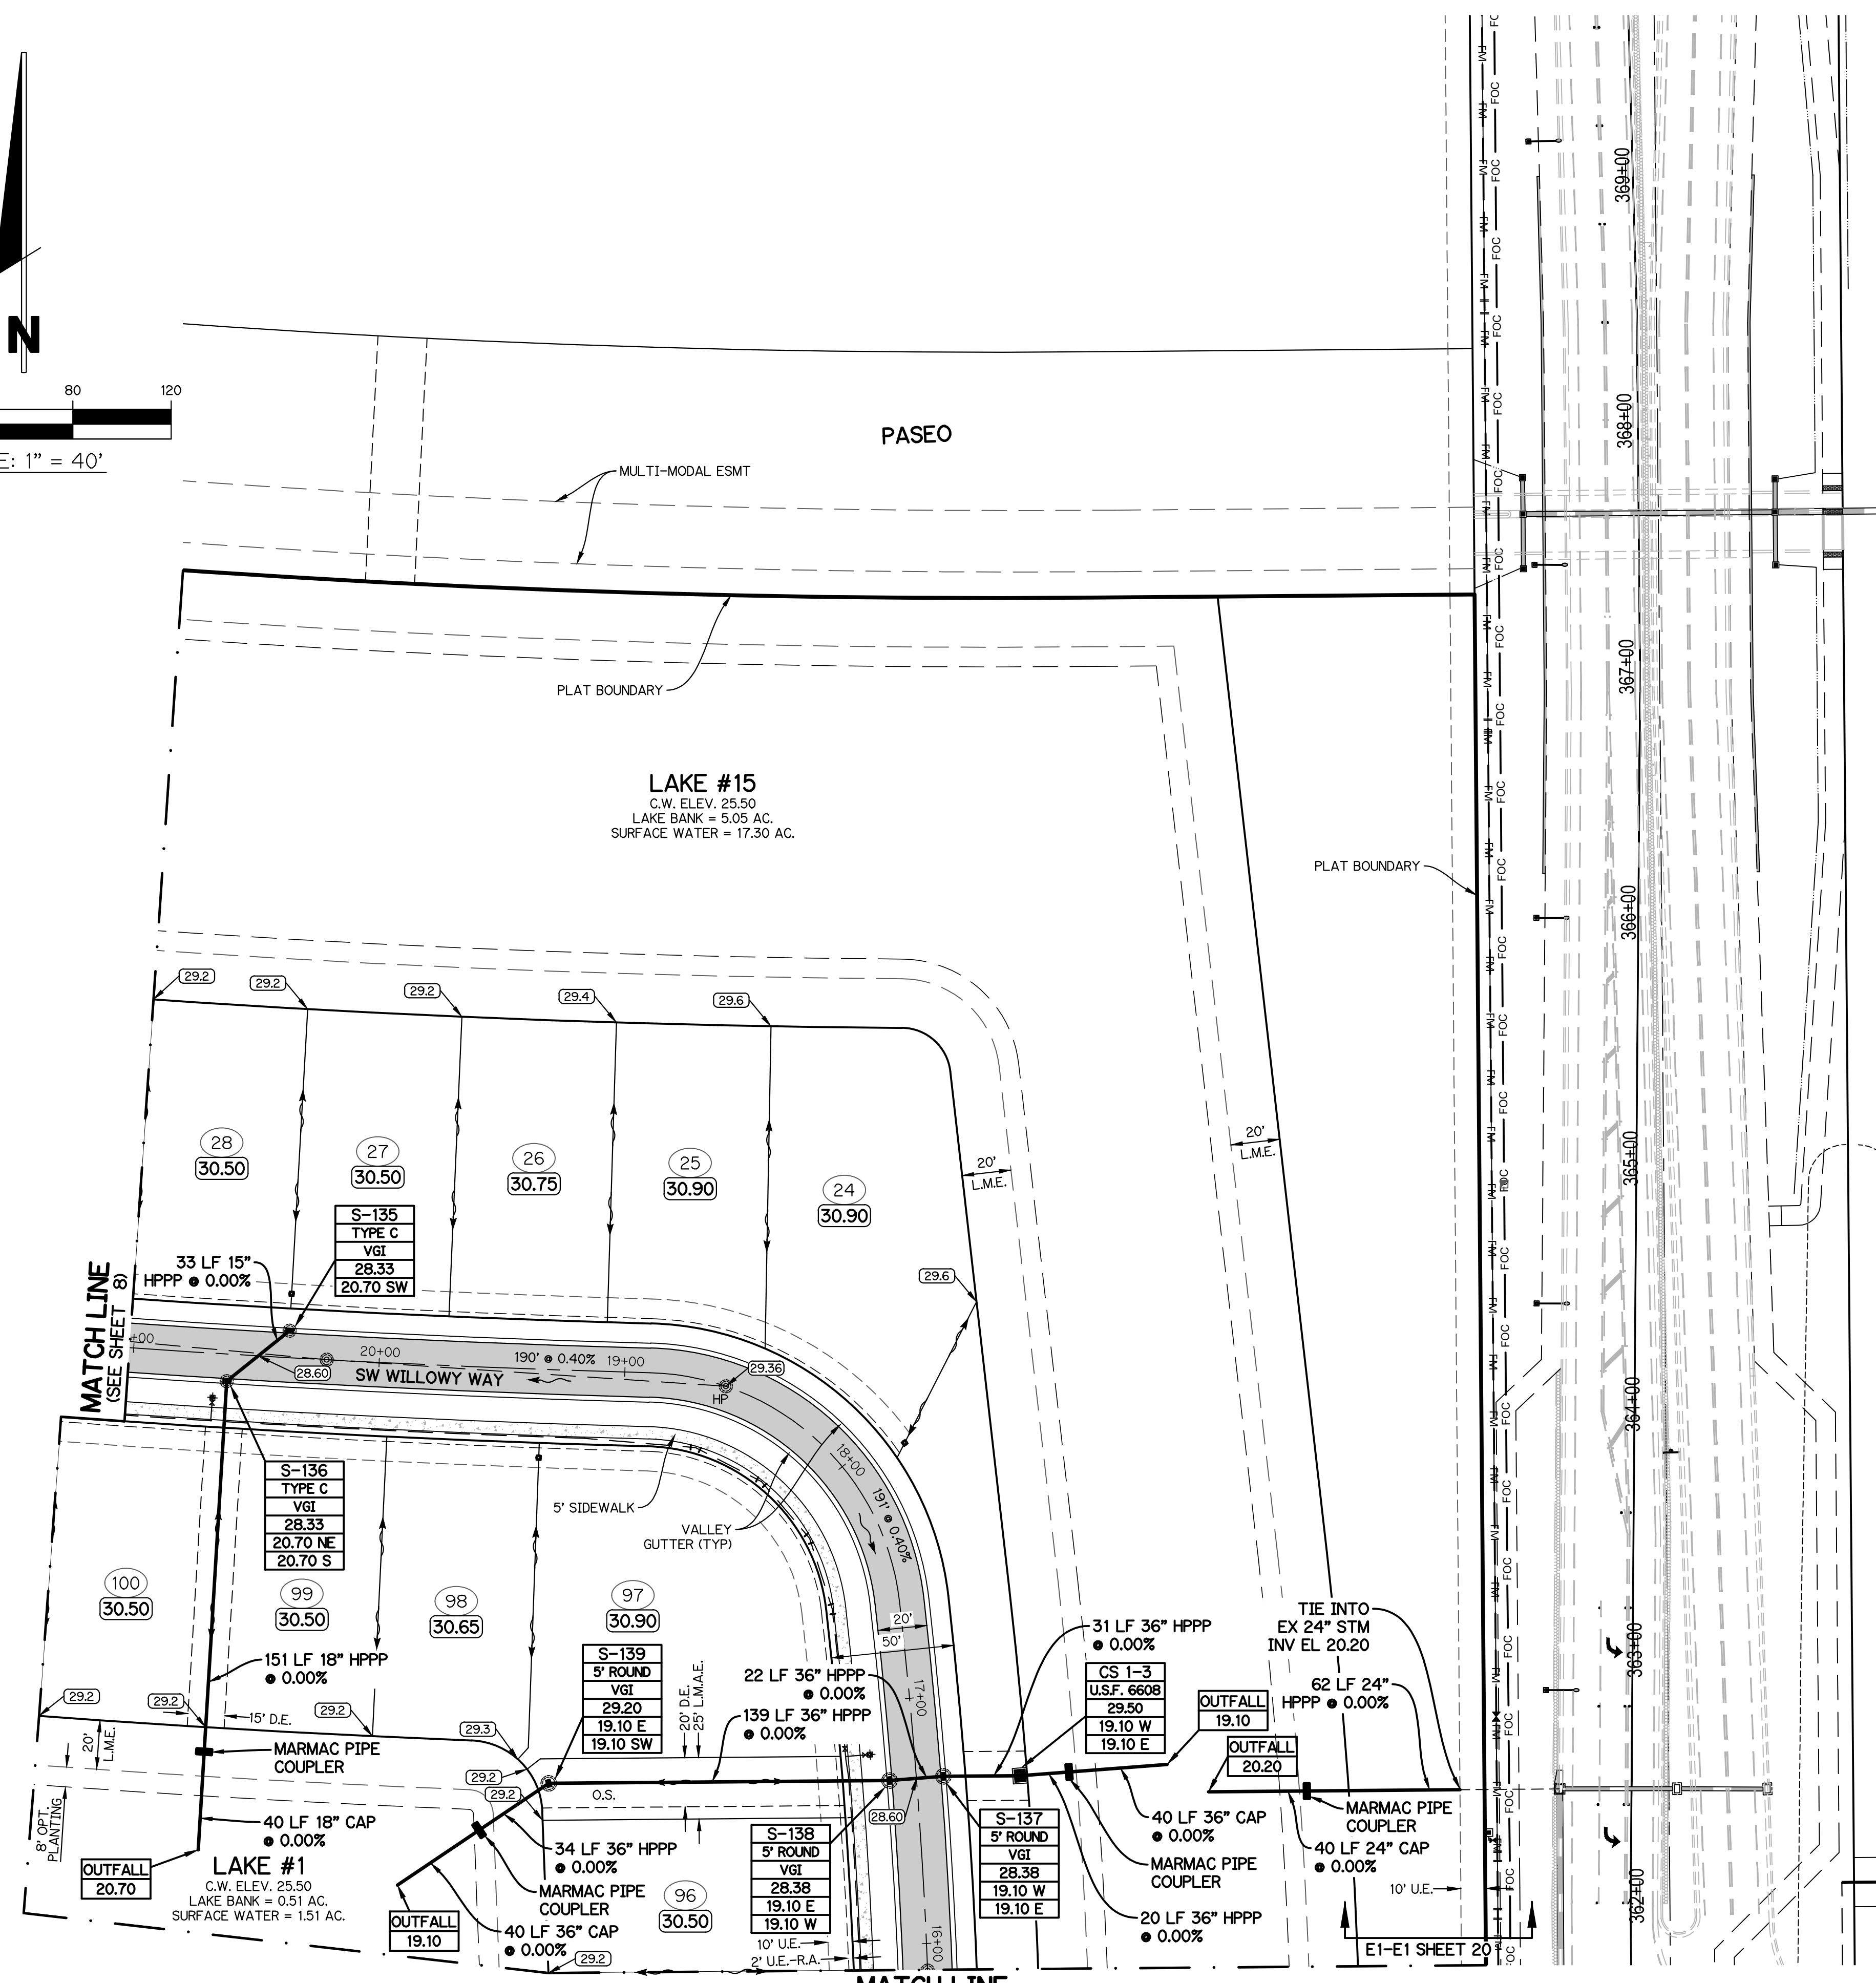 N
80 120
E: 1" = 40'
PASEO
MULTI-MODAL ESMT
PLAT BOUNDARY
LAKE #15
C.W. ELEV. 25.50
LAKE BANK = 5.05 AC.
SURFACE WATER = 17.30 AC.
PLAT BOUNDARY
369+00
368+00
367+00
366+00
365+00
364+00
363+00
362+00
FM
FOC
29.2
29.2
29.2
29.4
29.6
28
30.50
27
30.50
26
30.75
25
30.90
24
30.90
20'
L.M.E.
20'
L.M.E.
29.6
S-135
TYPE C
VGI
28.33
20.70 SW
33 LF 15"
HPPP @ 0.00%
MATCH LINE
(SEE SHEET 8)
+00
20+00
190' @ 0.40%
19+00
29.36
28.60
SW WILLOWY WAY
HP
18+00
191' @ 0.40%
S-136
TYPE C
VGI
28.33
20.70 NE
20.70 S
5' SIDEWALK
VALLEY
GUTTER (TYP)
100
30.50
99
30.50
98
30.65
97
30.90
20'
50'
17+00
TIE INTO
EX 24" STM
INV EL 20.20
31 LF 36" HPPP
@ 0.00%
S-139
5' ROUND
VGI
29.20
19.10 E
19.10 SW
151 LF 18" HPPP
@ 0.00%
22 LF 36" HPPP
@ 0.00%
20' D.E.
25' L.M.A.E.
139 LF 36" HPPP
@ 0.00%
CS 1-3
U.S.F. 6608
29.50
19.10 W
19.10 E
OUTFALL
19.10
62 LF 24"
HPPP @ 0.00%
29.2
29.2
15' D.E.
29.2
29.3
20'
L.M.E.
MARMAC PIPE
COUPLER
OUTFALL
20.20
29.2
29.2
O.S.
28.60
8' OPT.
PLANTING
40 LF 18" CAP
@ 0.00%
34 LF 36" HPPP
@ 0.00%
S-138
5' ROUND
VGI
28.38
19.10 E
19.10 W
S-137
5' ROUND
VGI
28.38
19.10 W
19.10 E
40 LF 36" CAP
@ 0.00%
MARMAC PIPE
COUPLER
MARMAC PIPE
COUPLER
40 LF 24" CAP
@ 0.00%
OUTFALL
20.70
LAKE #1
C.W. ELEV. 25.50
LAKE BANK = 0.51 AC.
SURFACE WATER = 1.51 AC.
MARMAC PIPE
COUPLER
96
30.50
10' U.E.
OUTFALL
19.10
40 LF 36" CAP
@ 0.00%
20 LF 36" HPPP
@ 0.00%
10' U.E.
2' U.E.-R.A.
16+00
29.2
E1-E1 SHEET 20
MATCH LINE